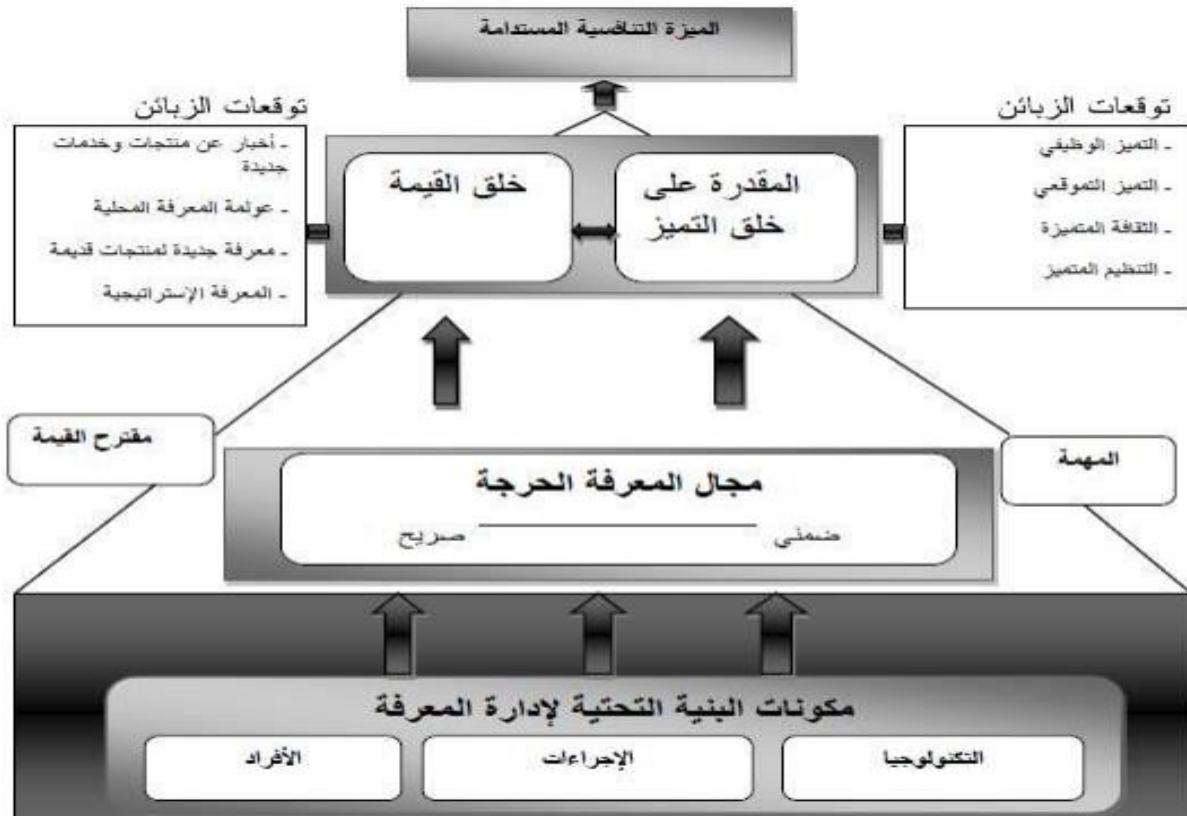 الميزة التنافسية المستدامة
توقعات الزبائن
توقعات الزبائن
ـ التميز الوظيفي
ـ التميز التموقعي
ـ الثقافة المتميزة
ـ التنظيم المتميز
المقدرة على
خلق التميز
خلق القيمة
ـ أخبار عن منتجات وخدمات
جديدة
ـ عولمة المعرفة المحلية
ـ معرفة جديدة لمنتجات قديمة
ـ المعرفة الإستراتيجية
المهمة
مقترح القيمة
مجال المعرفة الحرجة
ضمني صريح
مكونات البنية التحتية لإدارة المعرفة
التكنولوجيا
الإجراءات
الأفراد